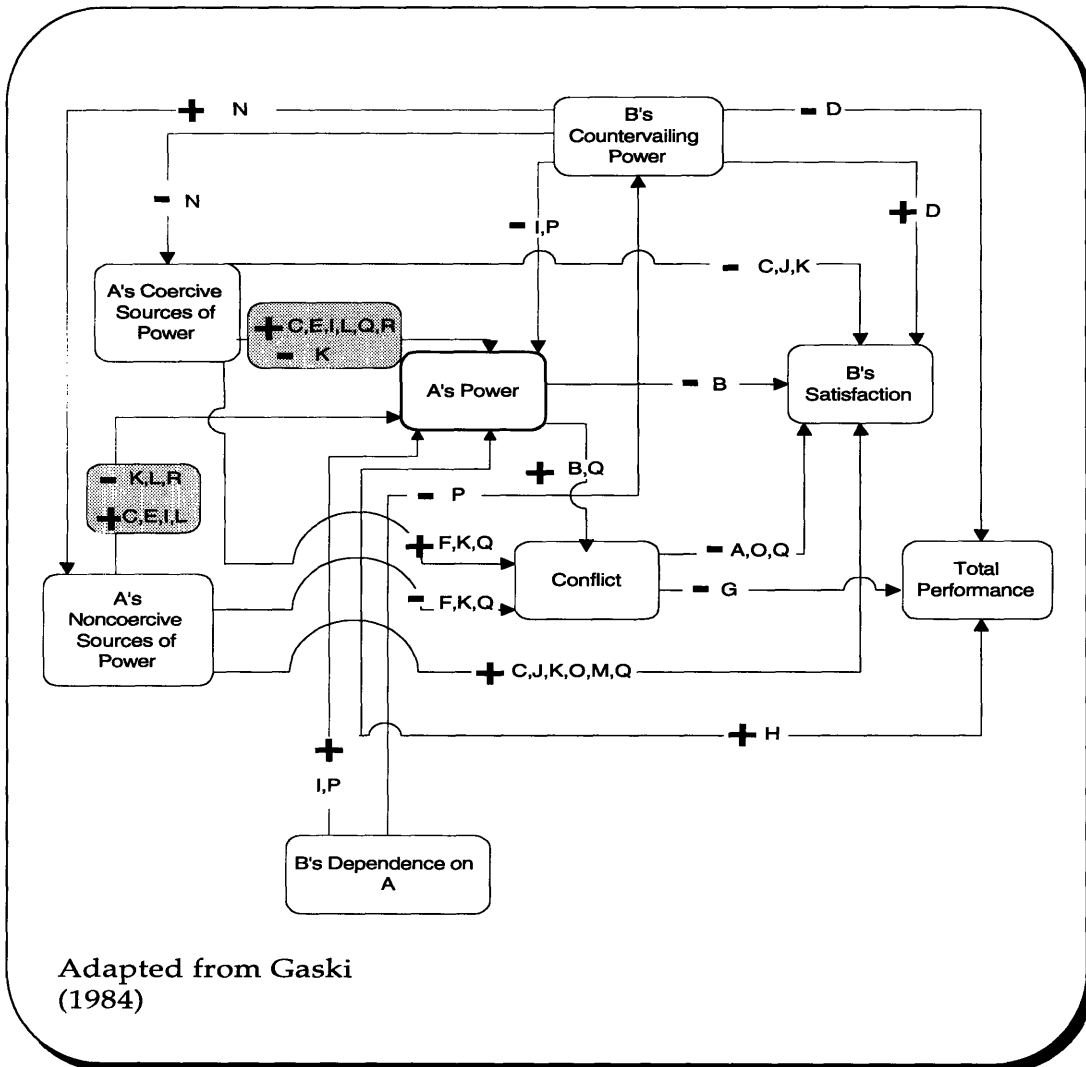 + N
B's
Countervailing
Power
- D
- N
+ D
- I,P
A's Coercive
Sources of
Power
- C,J,K
+ C,E,I,L,Q,R
- K
A's Power
- B
B's
Satisfaction
- K,L,R
+ C,E,I,L
+ B,Q
- P
+ F,K,Q
Conflict
- A,O,Q
- G
Total
Performance
A's
Noncoercive
Sources of
Power
- F,K,Q
+ C,J,K,O,M,Q
+ H
+
I,P
B's Dependence on
A
Adapted from Gaski
(1984)